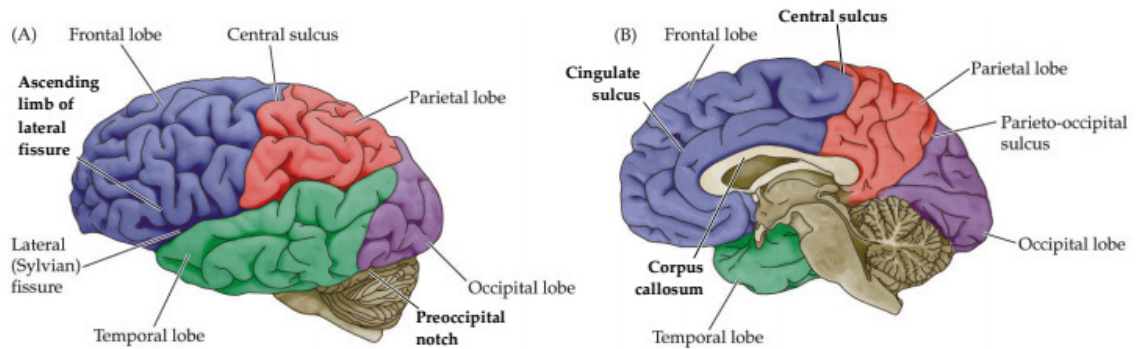 (A)
Frontal lobe
Central sulcus
Ascending
limb of
lateral
fissure
Parietal lobe
Lateral
(Sylvian)
fissure
Temporal lobe
Occipital lobe
Preoccipital
notch
(B)
Frontal lobe
Central sulcus
Cingulate
sulcus
Parietal lobe
Parieto-occipital
sulcus
Occipital lobe
Corpus
callosum
Temporal lobe